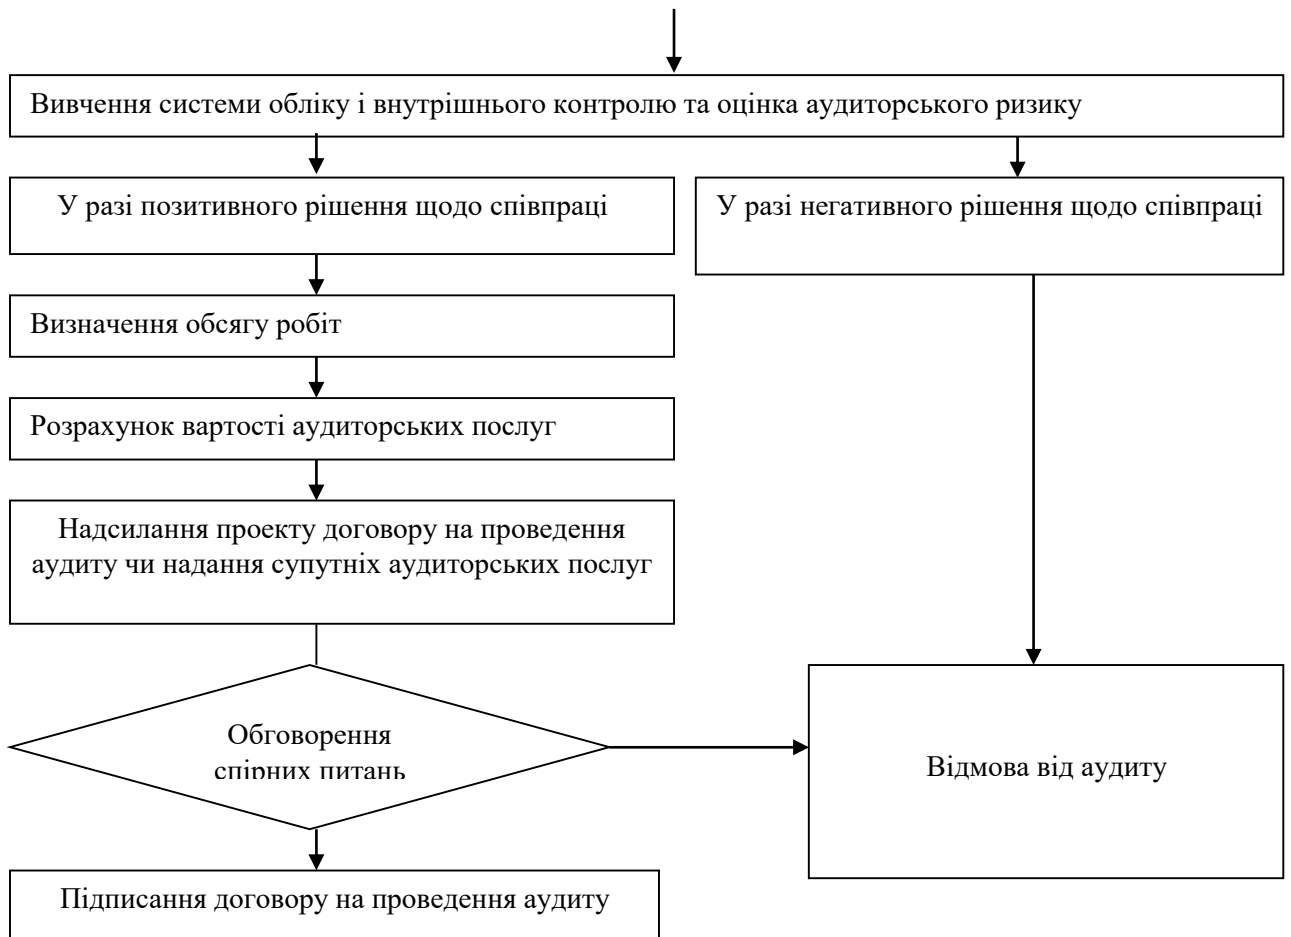 Вивчення системи обліку і внутрішнього контролю та оцінка аудиторського ризику
У разі позитивного рішення щодо співпраці
У разі негативного рішення щодо співпраці
Визначення обсягу робіт
Розрахунок вартості аудиторських послуг
Надсилання проекту договору на проведення
аудиту чи надання супутніх аудиторських послуг
Обговорення
спірних питань
Відмова від аудиту
Підписання договору на проведення аудиту